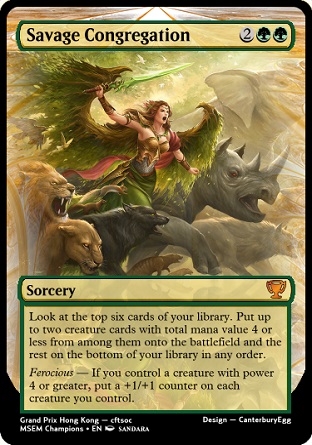 Savage Congregation 2
Sorcery
Look at the top six cards of your library. Put up
to two creature cards with total mana value 4 or
less from among them onto the battlefield and the
rest on the bottom of your library in any order.
Ferocious — If you control a creature with power
4 or greater, put a +1/+1 counter on each
creature you control.
Grand Prix Hong Kong — cftsoc Design — CanterburyEgg
MSEM Champions • EN SANDARA